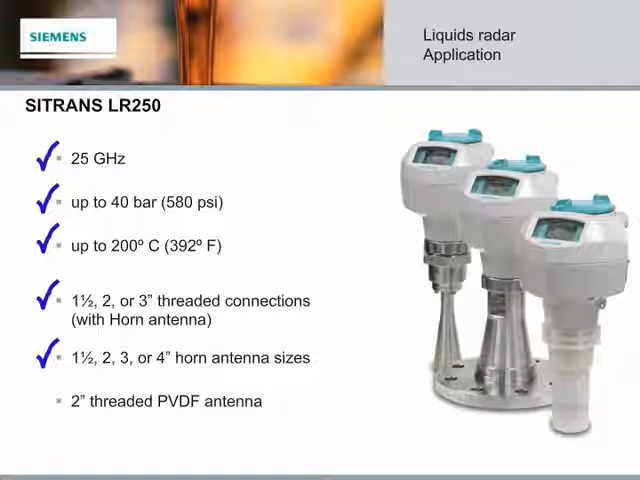 SIEMENS
Liquids radar
Application
SITRANS LR250
25 GHz
up to 40 bar (580 psi)
up to 200º C (392º F)
1½, 2, or 3” threaded connections
(with Horn antenna)
1½, 2, 3, or 4” horn antenna sizes
2” threaded PVDF antenna